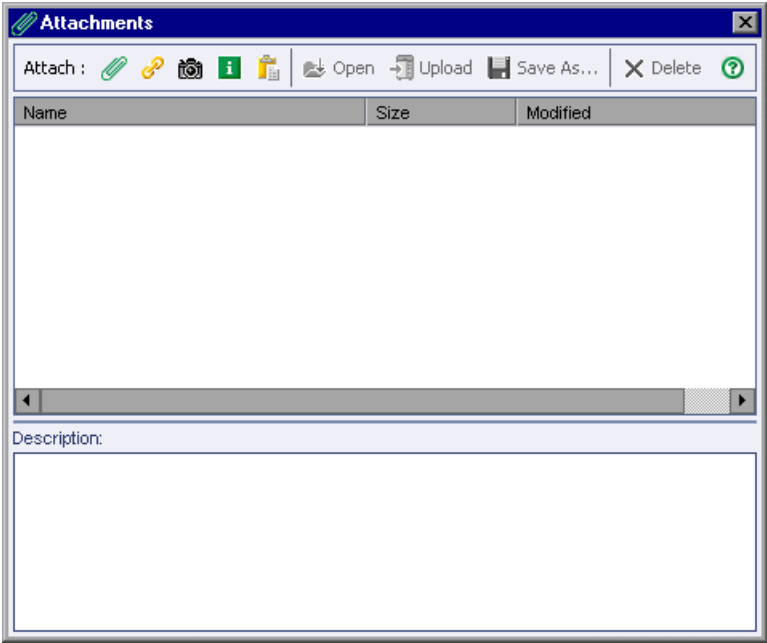 Attachments
Attach : Open Upload Save As... Delete
Name Size Modified
Description: